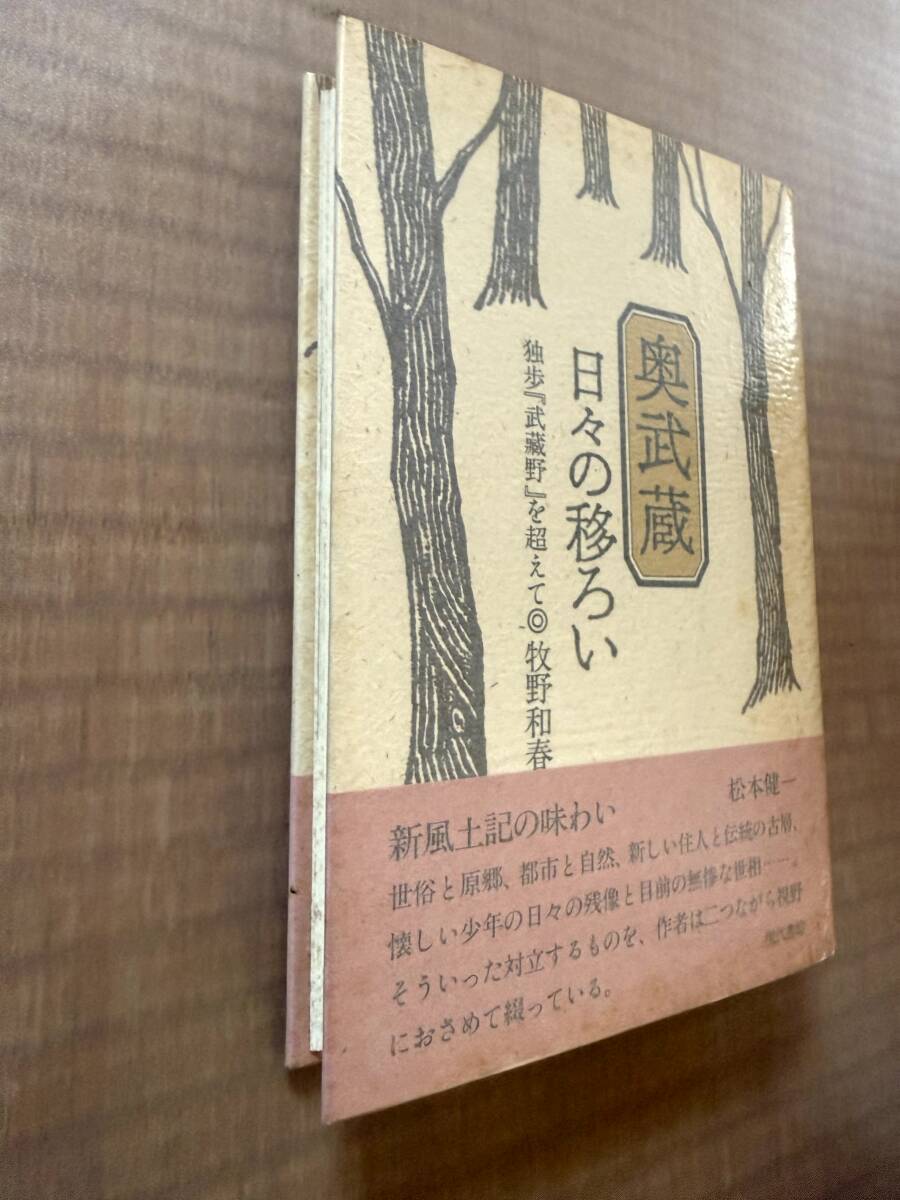 奥武蔵
日々の移ろい
独歩『武蔵野』を超えて◎牧野和春
新風土記の味わい
松本健一
世俗と原郷、都市と自然、新しい住人と伝統の古層、
懐しい少年の日々の残像と目前の無惨な世相……。
そういった対立するものを、作者は二つながら視野
におさめて綴っている。